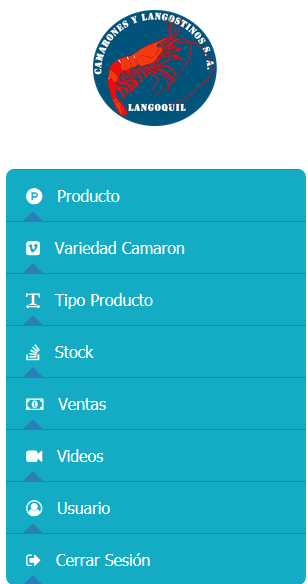 CAMARONES Y LANGOSTINOS S. A.
LANGOQUIL
Producto
Variedad Camaron
Tipo Producto
Stock
Ventas
Videos
Usuario
Cerrar Sesión